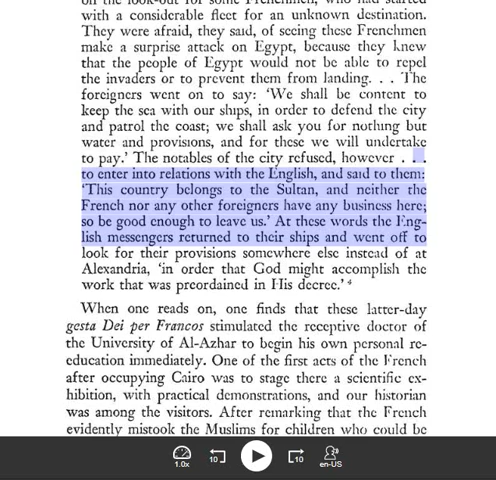 on the look-out for some Frenchmen, who had started
with a considerable fleet for an unknown destination.
They were afraid, they said, of seeing these Frenchmen
make a surprise attack on Egypt, because they knew
that the people of Egypt would not be able to repel
the invaders or to prevent them from landing. . . The
foreigners went on to say: ‘We shall be content to
keep the sea with our ships, in order to defend the city
and patrol the coast; we shall ask you for nothing but
water and provisions, and for these we will undertake
to pay.’ The notables of the city refused, however . . .
to enter into relations with the English, and said to them:
‘This country belongs to the Sultan, and neither the
French nor any other foreigners have any business here;
so be good enough to leave us.’ At these words the Eng-
lish messengers returned to their ships and went off to
look for their provisions somewhere else instead of at
Alexandria, ‘in order that God might accomplish the
work that was preordained in His decree.’⁴
When one reads on, one finds that these latter-day
gesta Dei per Francos stimulated the receptive doctor of
the University of Al-Azhar to begin his own personal re-
education immediately. One of the first acts of the French
after occupying Cairo was to stage there a scientific ex-
hibition, with practical demonstrations, and our historian
was among the visitors. After remarking that the French
evidently mistook the Muslims for children who could be
1.0x 10 10 en-US